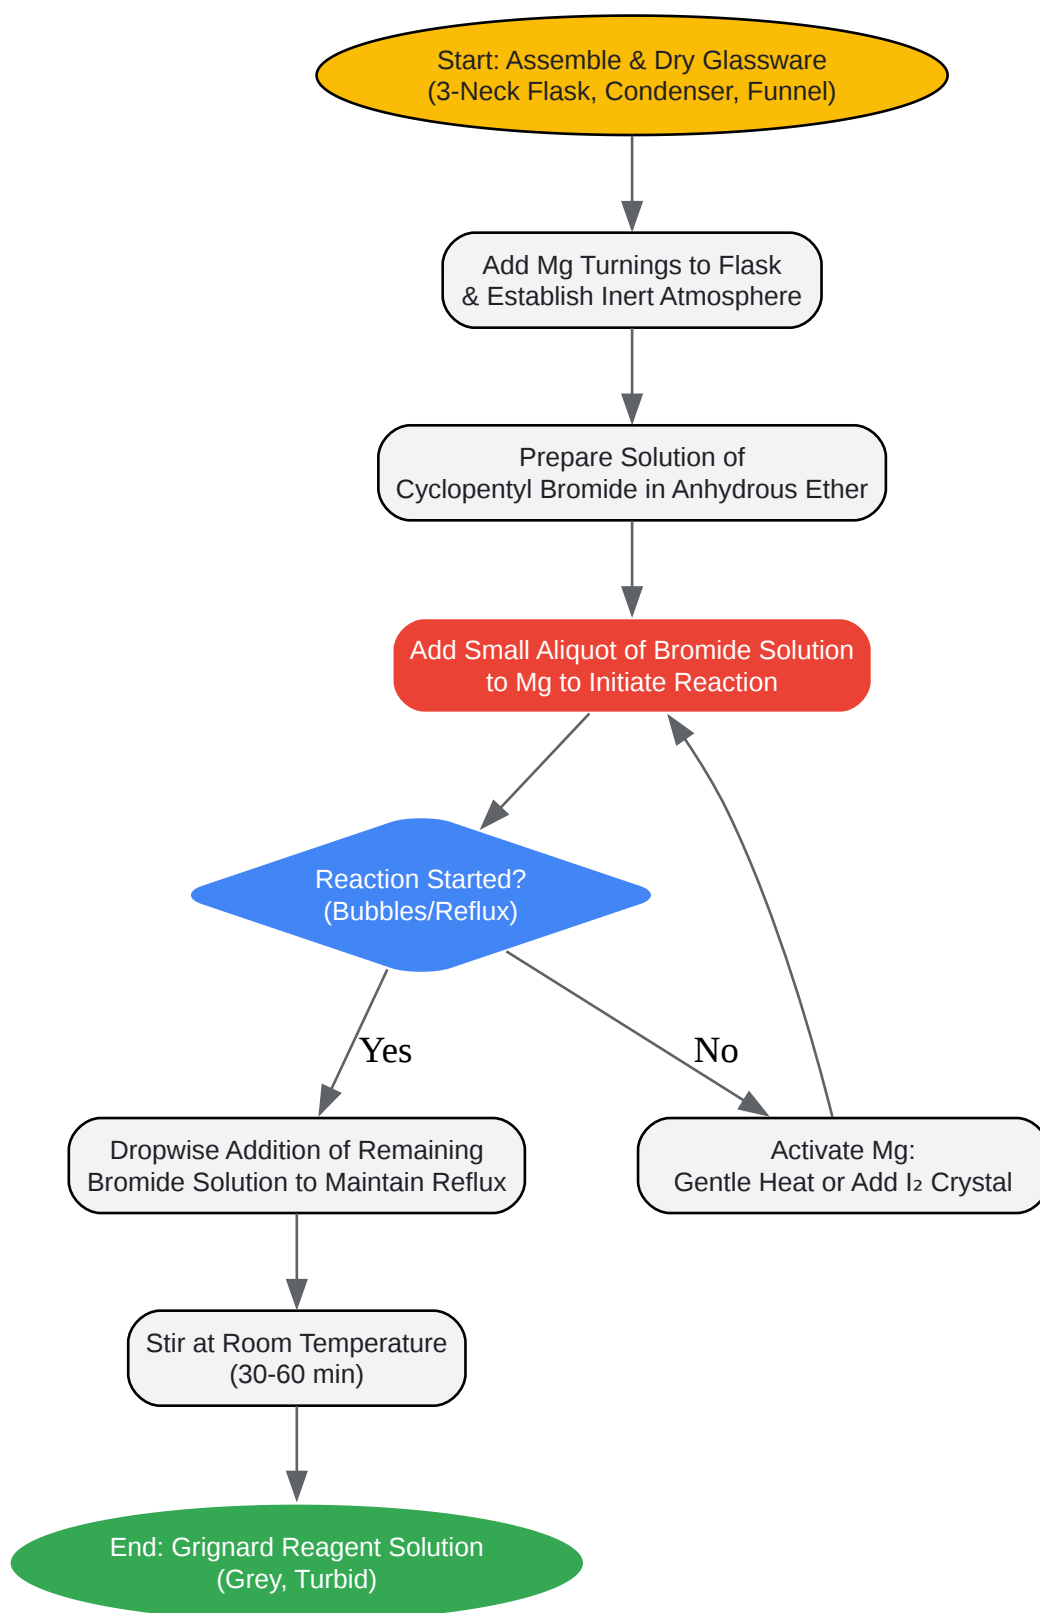 Start: Assemble & Dry Glassware
(3-Neck Flask, Condenser, Funnel)
Add Mg Turnings to Flask
& Establish Inert Atmosphere
Prepare Solution of
Cyclopentyl Bromide in Anhydrous Ether
Add Small Aliquot of Bromide Solution
to Mg to Initiate Reaction
Reaction Started?
(Bubbles/Reflux)
Yes
No
Dropwise Addition of Remaining
Bromide Solution to Maintain Reflux
Activate Mg:
Gentle Heat or Add I₂ Crystal
Stir at Room Temperature
(30-60 min)
End: Grignard Reagent Solution
(Grey, Turbid)